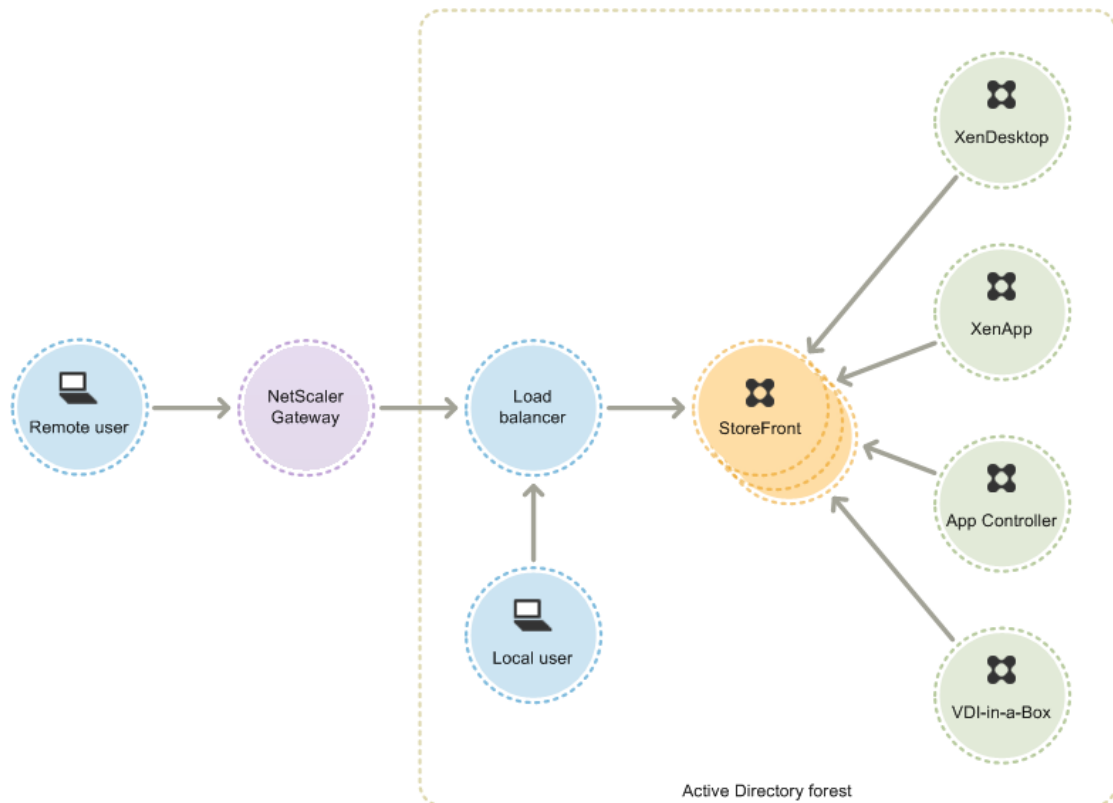 XenDesktop
XenApp
Remote user
NetScaler
Gateway
Load
balancer
StoreFront
App Controller
Local user
VDI-in-a-Box
Active Directory forest